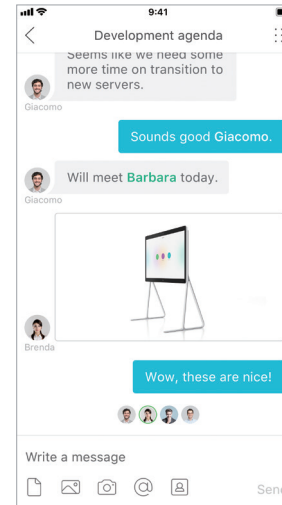 9:41
Development agenda
Seems like we need some
more time on transition to
new servers.
Giacomo
Sounds good Giacomo.
Will meet Barbara today.
Giacomo
Brenda
Wow, these are nice!
Write a message
@
Send